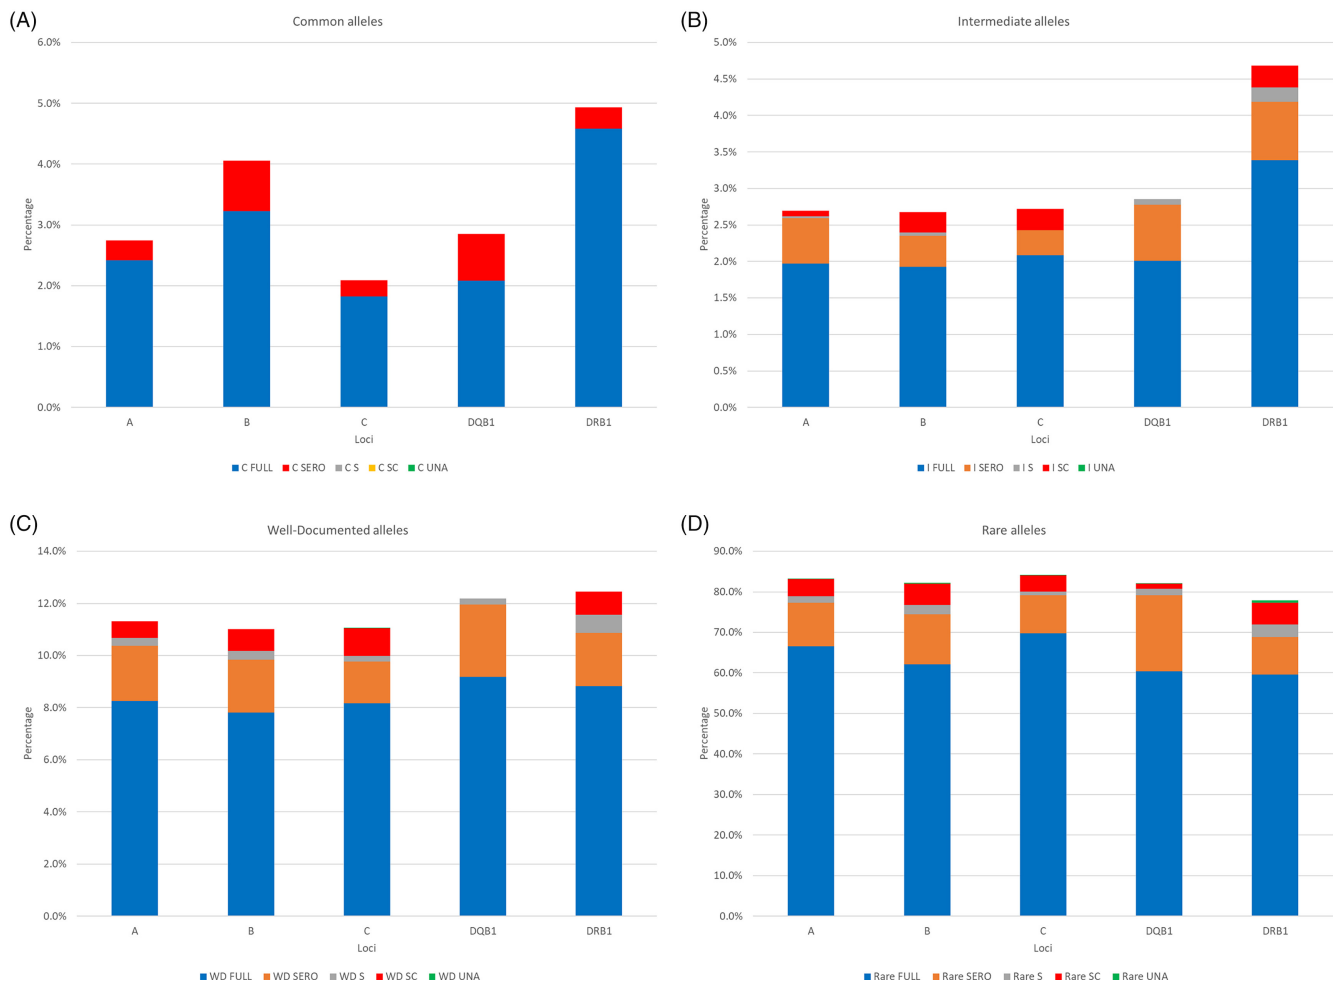 (A)
Common alleles
6.0%
5.0%
4.0%
3.0%
2.0%
1.0%
0.0%
Percentage
A B C DQB1 DRB1
Loci
C FULL C SERO C S C SC C UNA
(B)
Intermediate alleles
5.0%
4.5%
4.0%
3.5%
3.0%
2.5%
2.0%
1.5%
1.0%
0.5%
0.0%
Percentage
A B C DQB1 DRB1
Loci
I FULL I SERO I S I SC I UNA
(C)
Well-Documented alleles
14.0%
12.0%
10.0%
8.0%
6.0%
4.0%
2.0%
0.0%
Percentage
A B C DQB1 DRB1
Loci
WD FULL WD SERO WD S WD SC WD UNA
(D)
Rare alleles
90.0%
80.0%
70.0%
60.0%
50.0%
40.0%
30.0%
20.0%
10.0%
0.0%
Percentage
A B C DQB1 DRB1
Loci
Rare FULL Rare SERO Rare S Rare SC Rare UNA